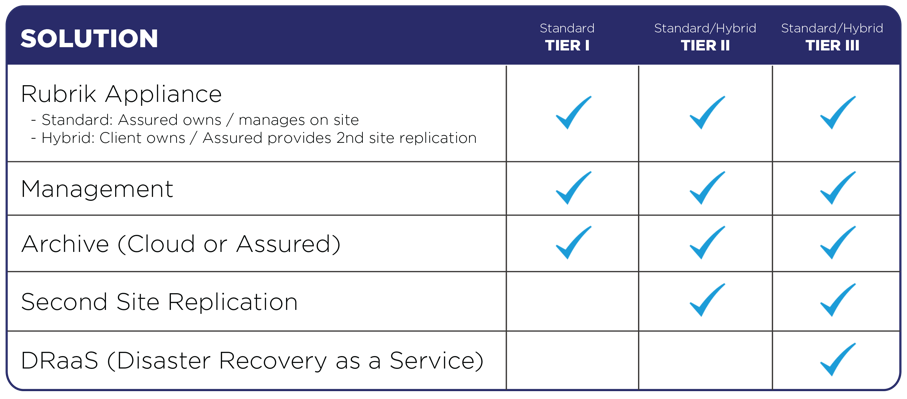 SOLUTION
Standard
TIER I
Standard/Hybrid
TIER II
Standard/Hybrid
TIER III
Rubrik Appliance
- Standard: Assured owns / manages on site
- Hybrid: Client owns / Assured provides 2nd site replication
Management
Archive (Cloud or Assured)
Second Site Replication
DRaaS (Disaster Recovery as a Service)